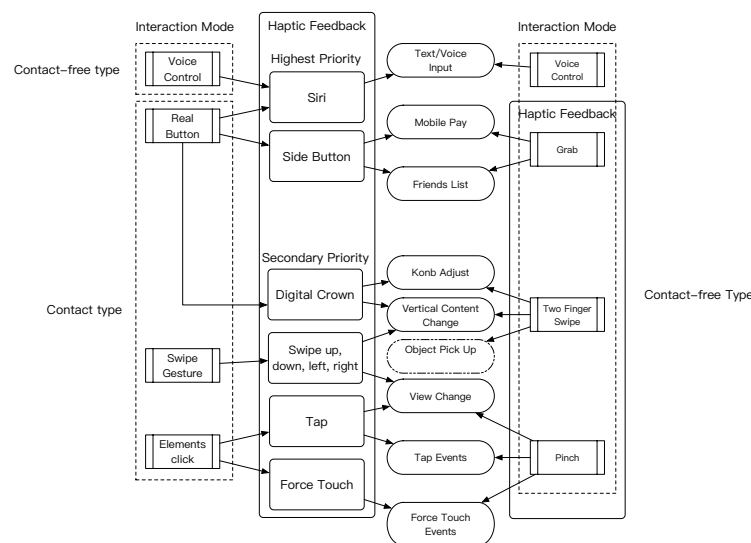 Interaction Mode
Haptic Feedback
Interaction Mode
Highest Priority
Contact-free type
Voice
Control
Siri
Text/Voice
Input
Voice
Control
Real
Button
Side Button
Mobile Pay
Friends List
Haptic Feedback
Grab
Secondary Priority
Contact type
Digital Crown
Konb Adjust
Vertical Content
Change
Two Finger
Swipe
Contact-free Type
Swipe
Gesture
Swipe up,
down, left, right
Object Pick Up
View Change
Elements
click
Tap
Tap Events
Pinch
Force Touch
Force Touch
Events